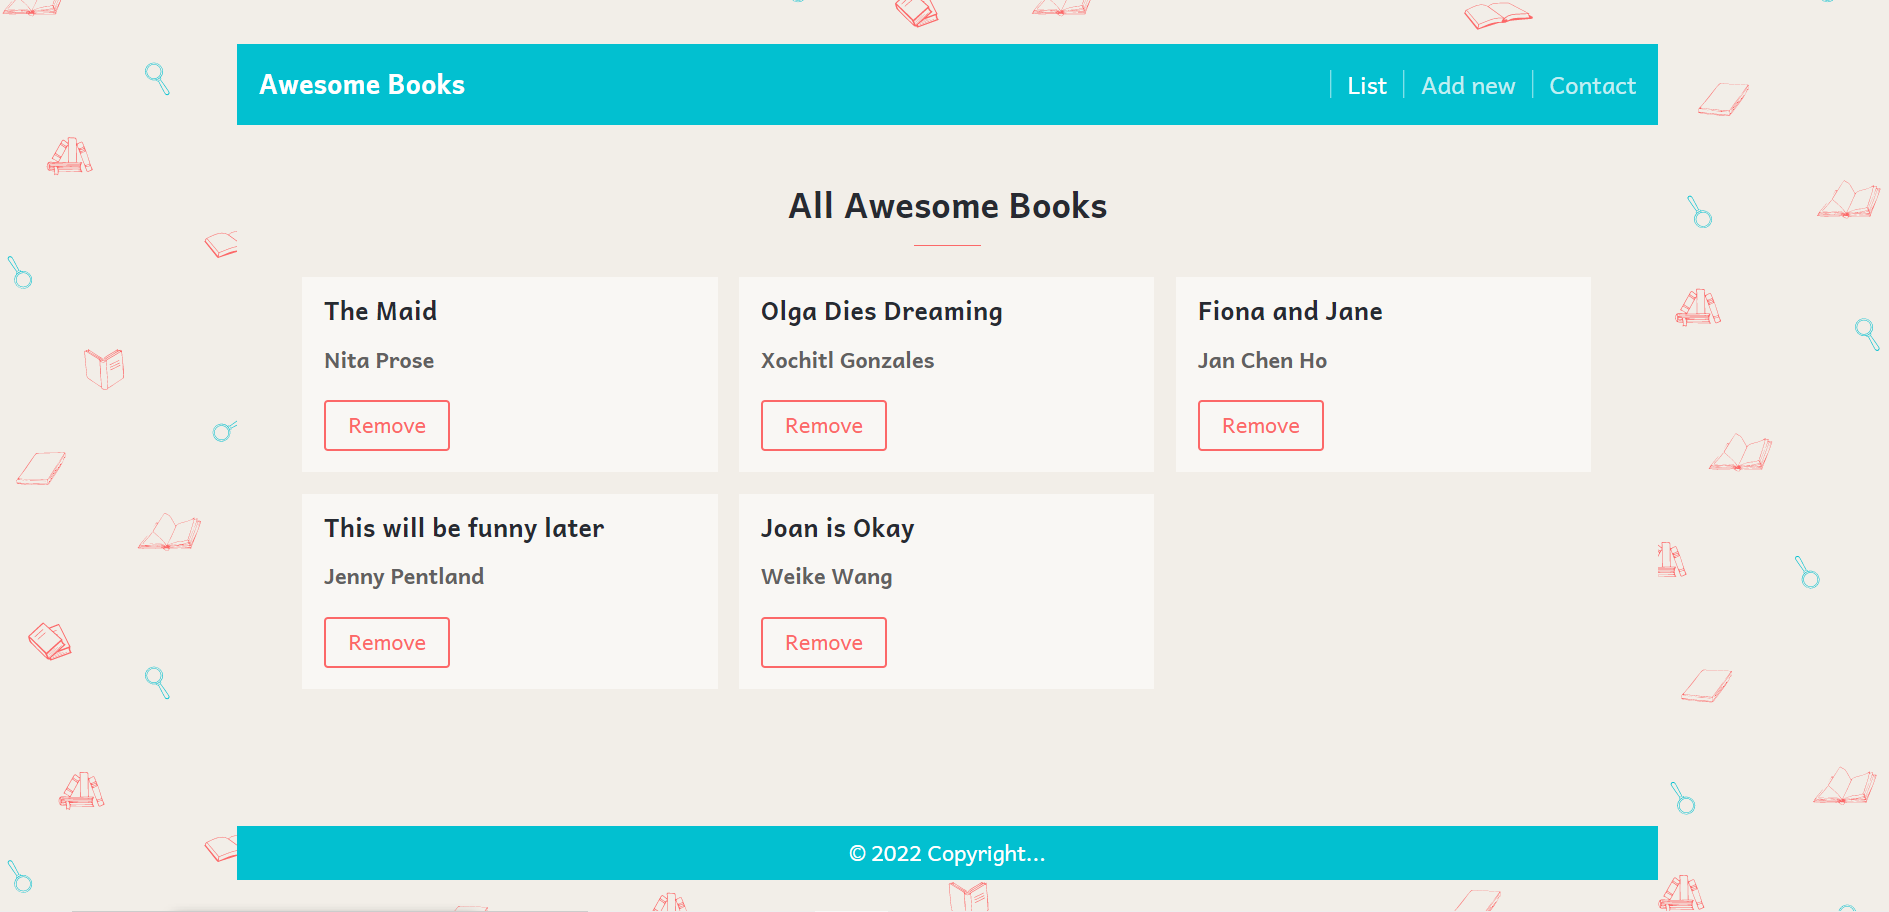 Awesome Books
List
Add new
Contact
All Awesome Books
The Maid
Nita Prose
Remove
Olga Dies Dreaming
Xochitl Gonzales
Remove
Fiona and Jane
Jan Chen Ho
Remove
This will be funny later
Jenny Pentland
Remove
Joan is Okay
Weike Wang
Remove
© 2022 Copyright...